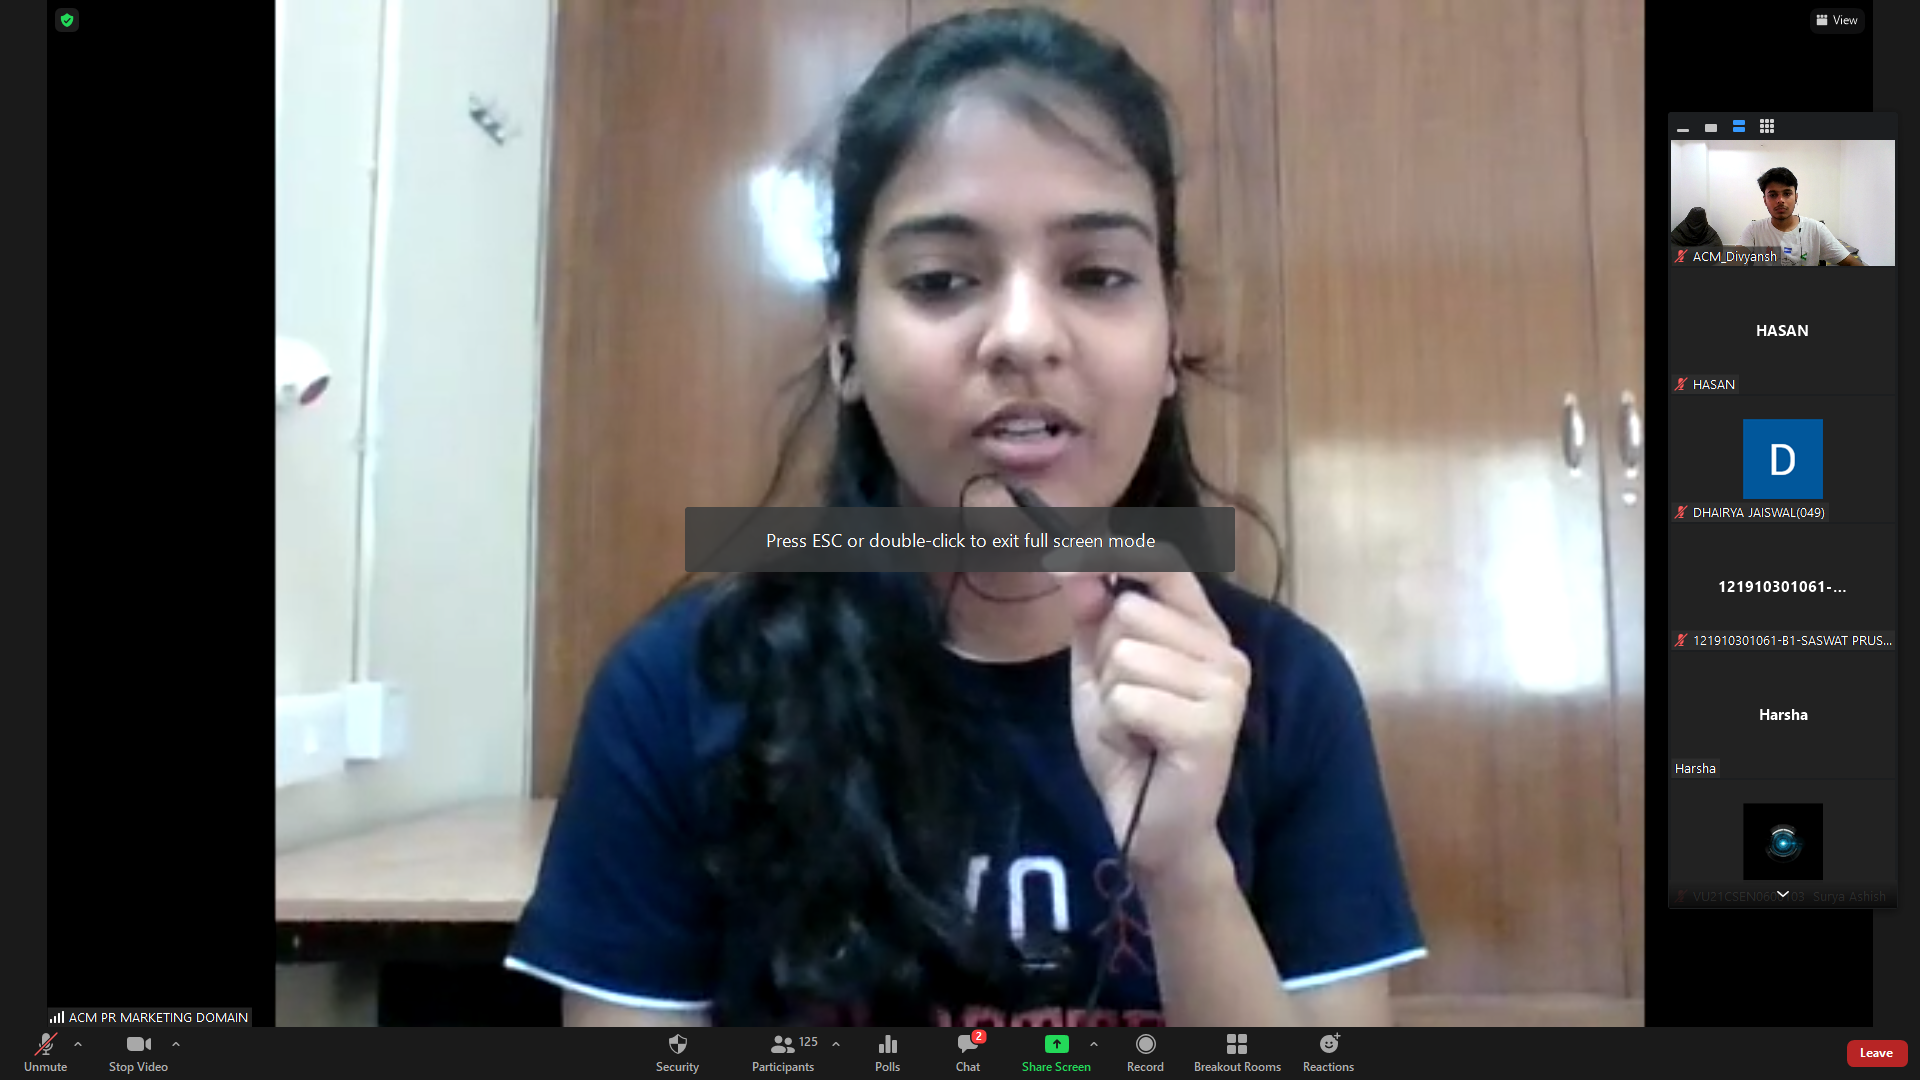 View
ACM_Divyansh
HASAN
HASAN
D
DHAIRYA JAISWAL(049)
121910301061-...
121910301061-B1-SASWAT PRUS...
Harsha
Harsha
Surya Ashish
Press ESC or double-click to exit full screen mode
ACM PR MARKETING DOMAIN
Unmute
Stop Video
Security
Participants
125
Polls
Chat
2
Share Screen
Record
Breakout Rooms
Reactions
Leave